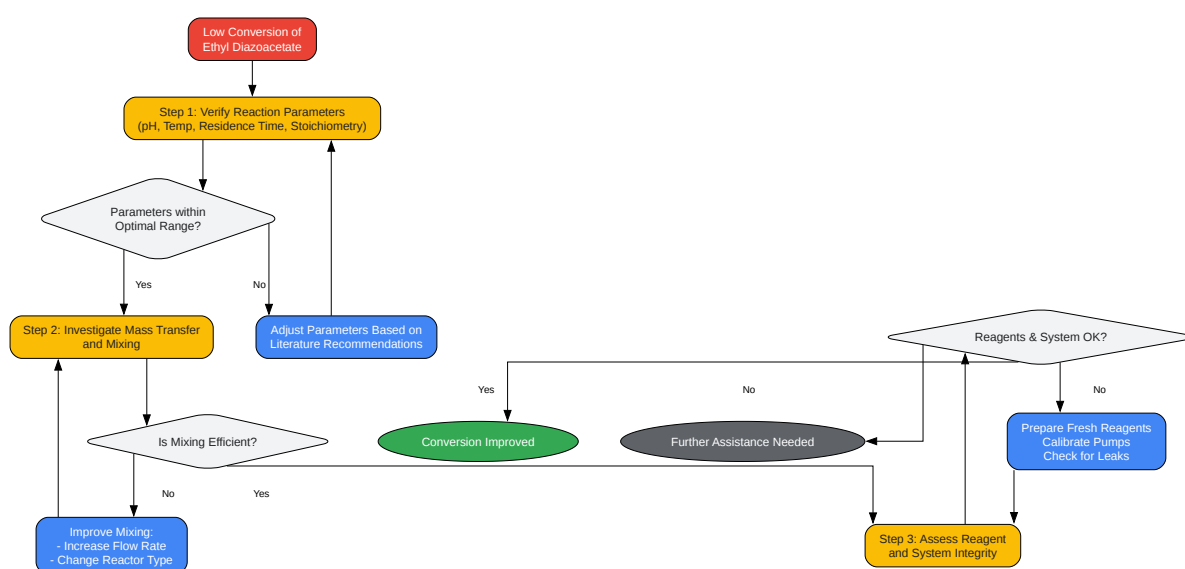 Low Conversion of
Ethyl Diazoacetate
Step 1: Verify Reaction Parameters
(pH, Temp, Residence Time, Stoichiometry)
Parameters within
Optimal Range?
Yes
No
Step 2: Investigate Mass Transfer
and Mixing
Adjust Parameters Based on
Literature Recommendations
Reagents & System OK?
Yes
No
No
Is Mixing Efficient?
Conversion Improved
Further Assistance Needed
Prepare Fresh Reagents
Calibrate Pumps
Check for Leaks
No
Yes
Improve Mixing:
- Increase Flow Rate
- Change Reactor Type
Step 3: Assess Reagent
and System Integrity